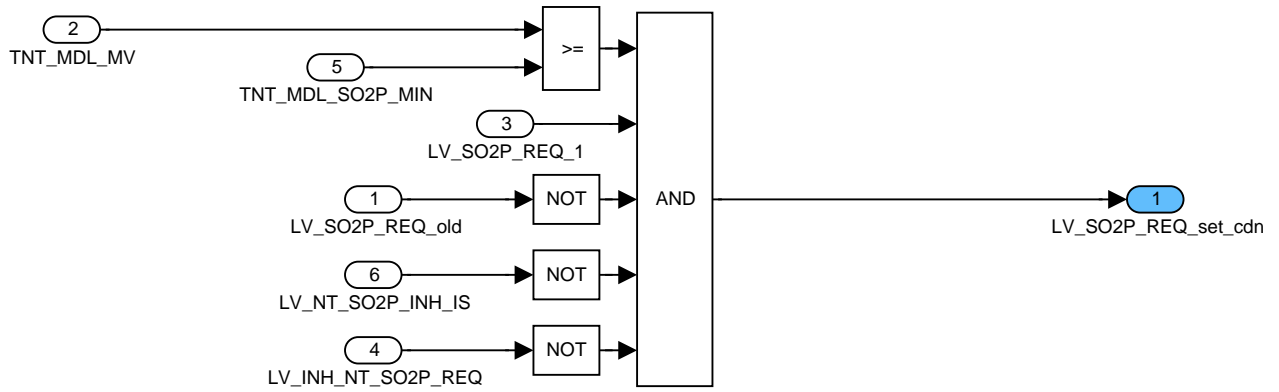 2
TNT_MDL_MV
>=
5
TNT_MDL_SO2P_MIN
3
LV_SO2P_REQ_1
1
NOT
AND
1
LV_SO2P_REQ_old
LV_SO2P_REQ_set_cdn
6
NOT
LV_NT_SO2P_INH_IS
4
NOT
LV_INH_NT_SO2P_REQ